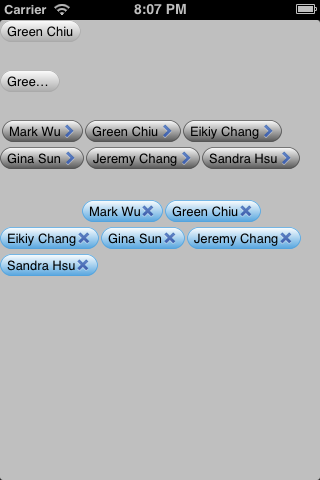 Carrier 8:07 PM
Green Chiu
Gree...
Mark Wu Green Chiu Eikiy Chang
Gina Sun Jeremy Chang Sandra Hsu
Mark Wu Green Chiu
Eikiy Chang Gina Sun Jeremy Chang
Sandra Hsu